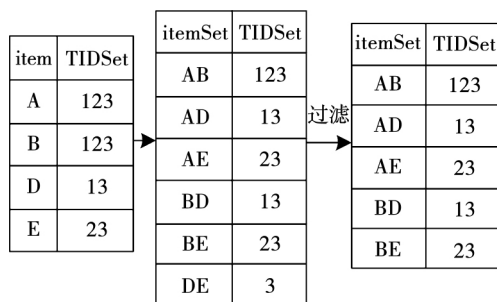 item TIDSet
A 123
B 123
D 13
E 23
itemSet TIDSet
AB 123
AD 13
AE 23
BD 13
BE 23
DE 3
过滤
itemSet TIDSet
AB 123
AD 13
AE 23
BD 13
BE 23